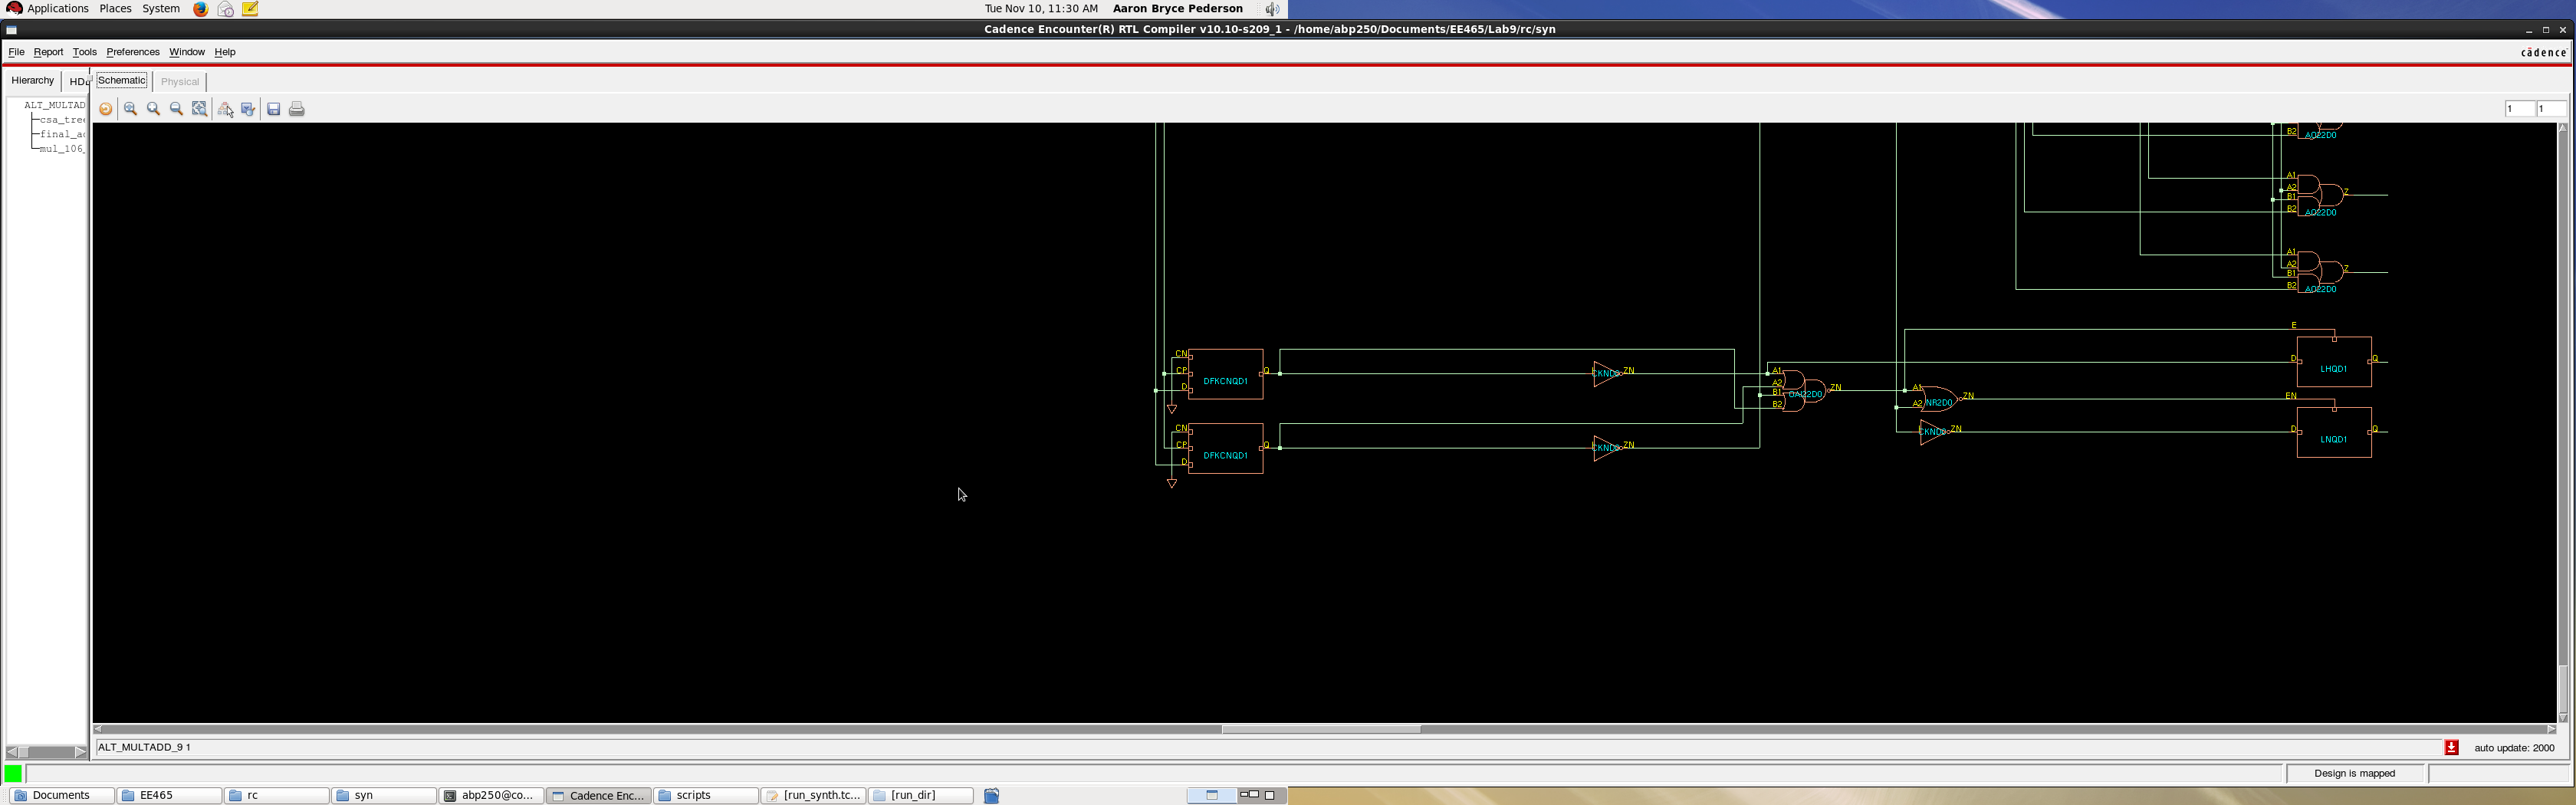 Applications Places System Tue Nov 10, 11:30 AM Aaron Bryce Pederson
Cadence Encounter(R) RTL Compiler v10.10-s209_1 - /home/abp250/Documents/EE465/Lab9/rc/syn
File Report Tools Preferences Window Help cādence
Hierarchy HD Schematic Physical
1 1
ALT_MULTAD
csa_tre
final_a
mul_106_
B2 AO22D0
A1
A2
B1
B2 Z AO22D0
A1
A2
B1
B2 Z AO22D0
E
D LHQD1 Q
CN
CP
D DFKCNQD1 Q
CKND0 ZN
A1
A2
B1
B2 OAI22D0 ZN
A1
A2 NR2D0 ZN
EN
CN
CP
D DFKCNQD1 Q
CKND0 ZN
CKND0 ZN
D LNQD1 Q
ALT_MULTADD_9 1 auto update: 2000
Design is mapped
Documents EE465 rc syn abp250@co... Cadence Enc... scripts [run_synth.tc... [run_dir]